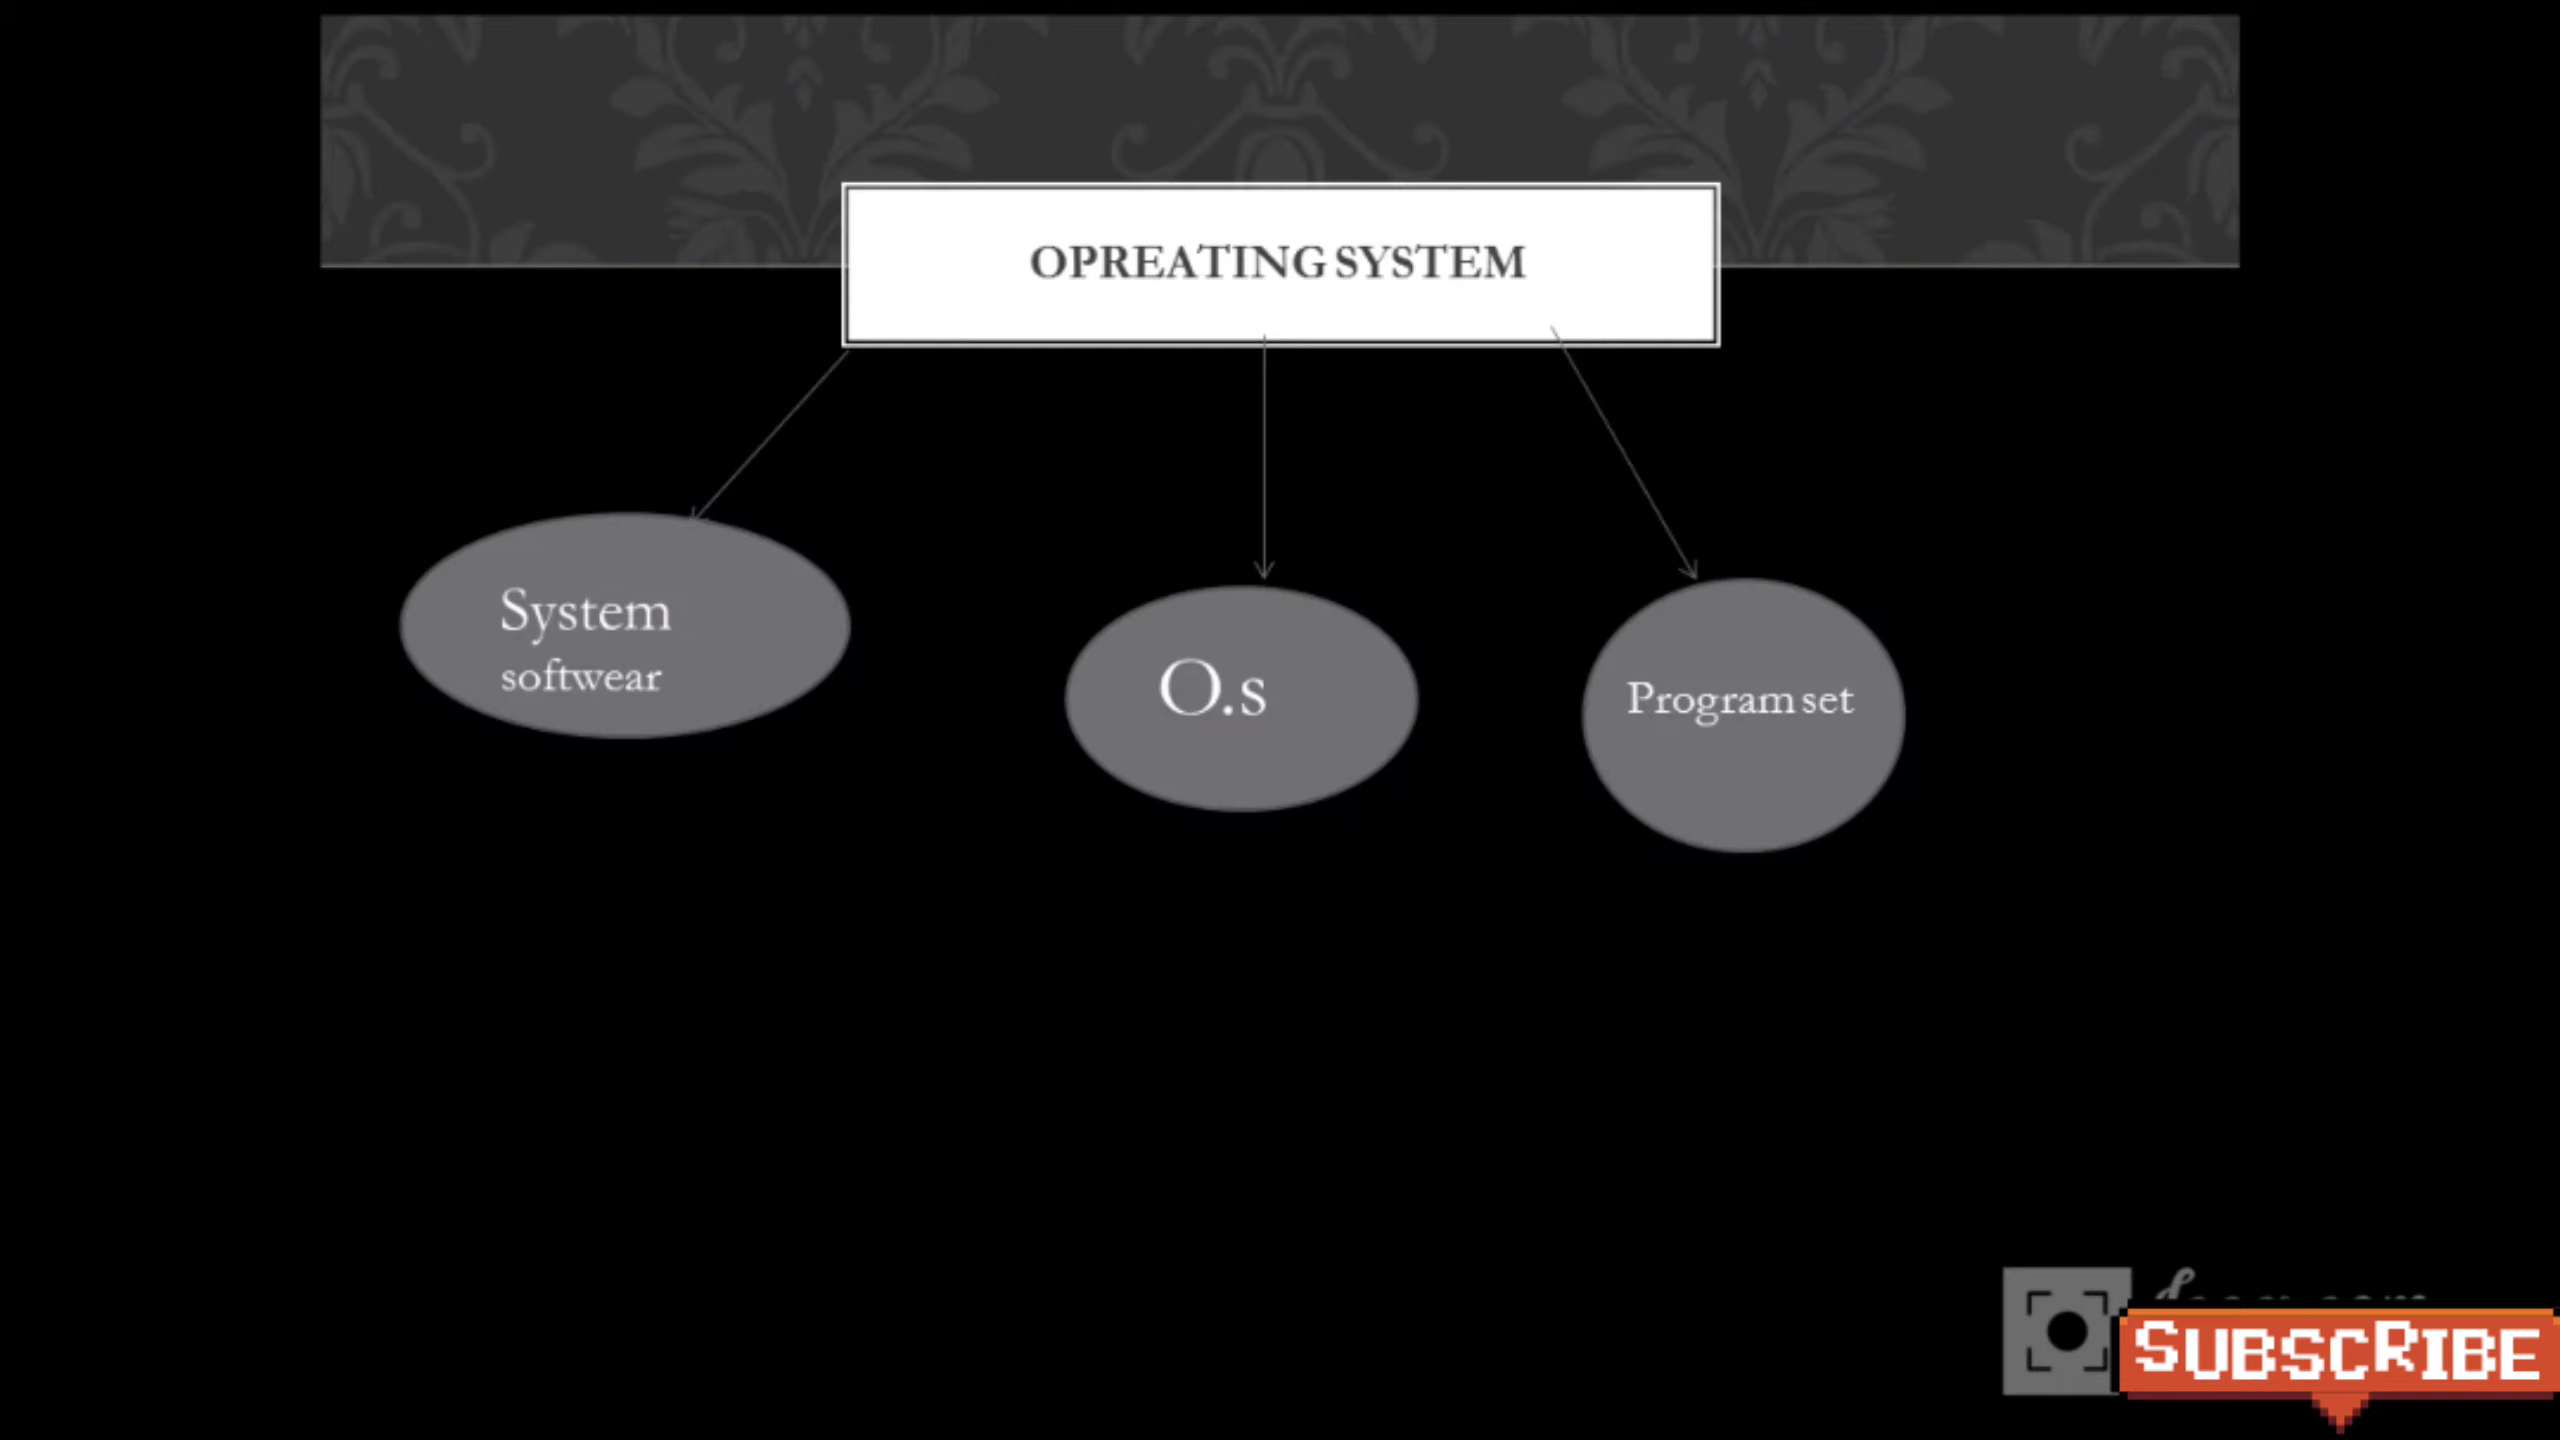 OPREATING SYSTEM
System
softwear
O.s
Program set
SUBSCRIBE